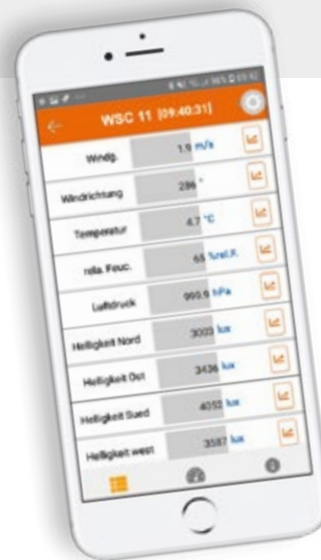 WSC 11 [09:40:31]
Windg. 1.9 m/s
Windrichtung 286 °
Temperatur 4.7 °C
rela. Feuc. 65 %rel.F.
Luftdruck 999.9 hPa
Helligkeit Nord 3003 lux
Helligkeit Ost 3436 lux
Helligkeit Sued 4052 lux
Helligkeit west 3587 lux